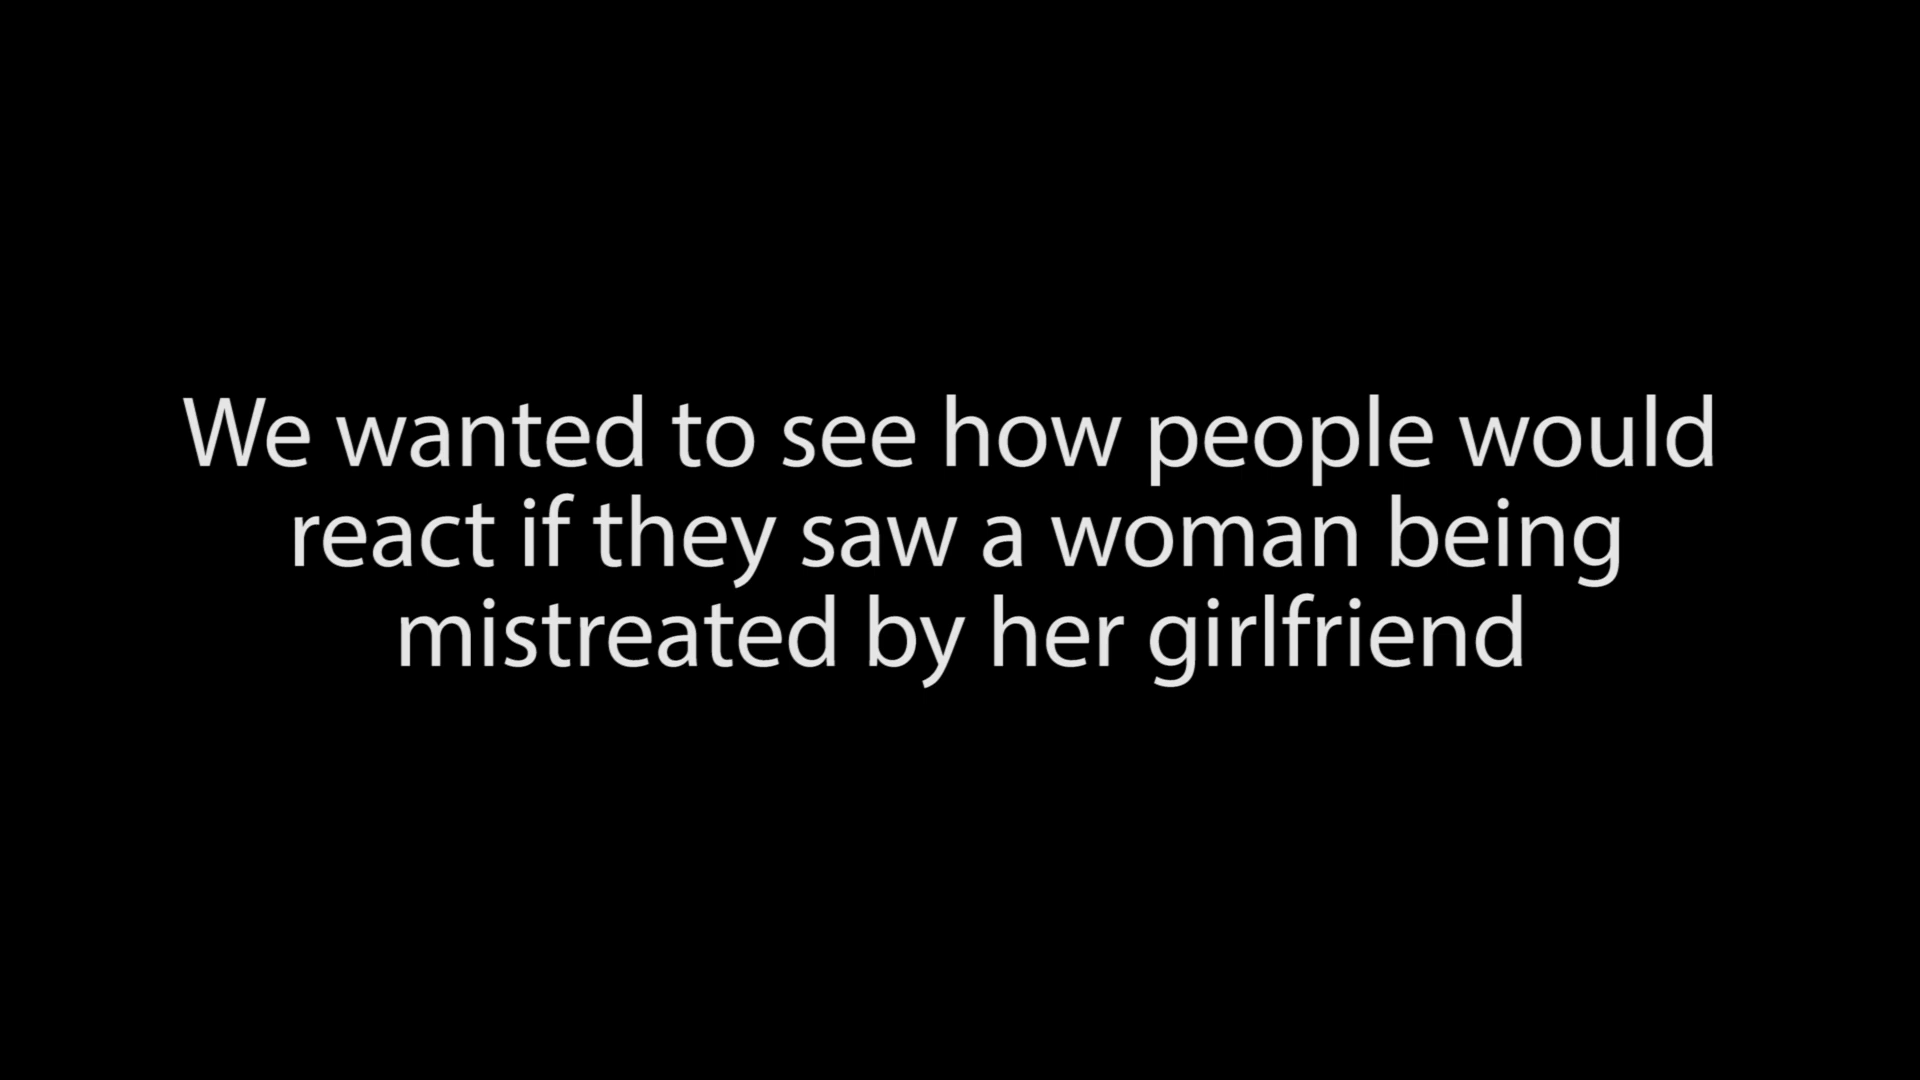 We wanted to see how people would
react if they saw a woman being
mistreated by her girlfriend